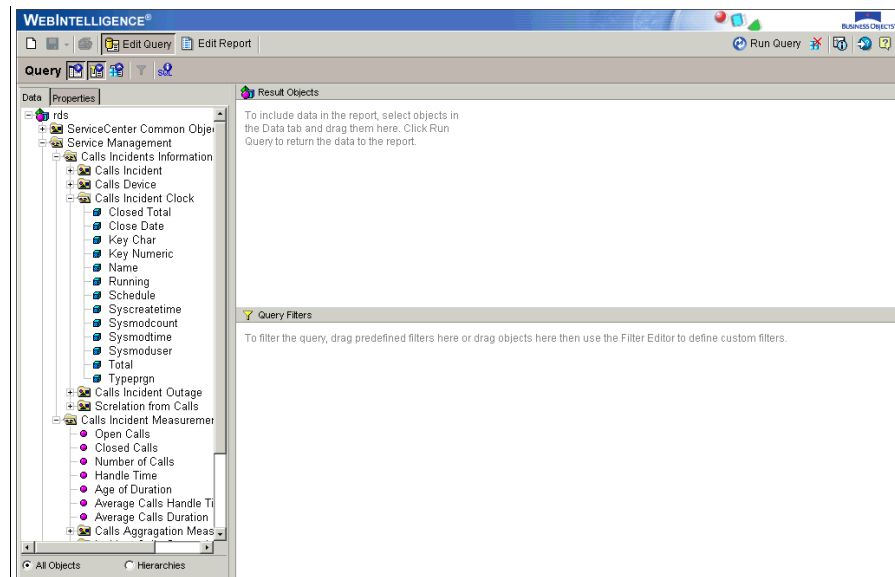 WEBINTELLIGENCE®
BUSINESS OBJECTS
Edit Query
Edit Report
Run Query
Query
SQL
Data
Properties
rds
ServiceCenter Common Obje
Service Management
Calls Incidents Information
Calls Incident
Calls Device
Calls Incident Clock
Closed Total
Close Date
Key Char
Key Numeric
Name
Running
Schedule
Syscreatetime
Sysmodcount
Sysmodtime
Sysmoduser
Total
Typeprgn
Calls Incident Outage
Screlation from Calls
Calls Incident Measuremer
Open Calls
Closed Calls
Number of Calls
Handle Time
Age of Duration
Average Calls Handle Ti
Average Calls Duration
Calls Aggragation Meas
All Objects
Hierarchies
Result Objects
To include data in the report, select objects in
the Data tab and drag them here. Click Run
Query to return the data to the report.
Query Filters
To filter the query, drag predefined filters here or drag objects here then use the Filter Editor to define custom filters.